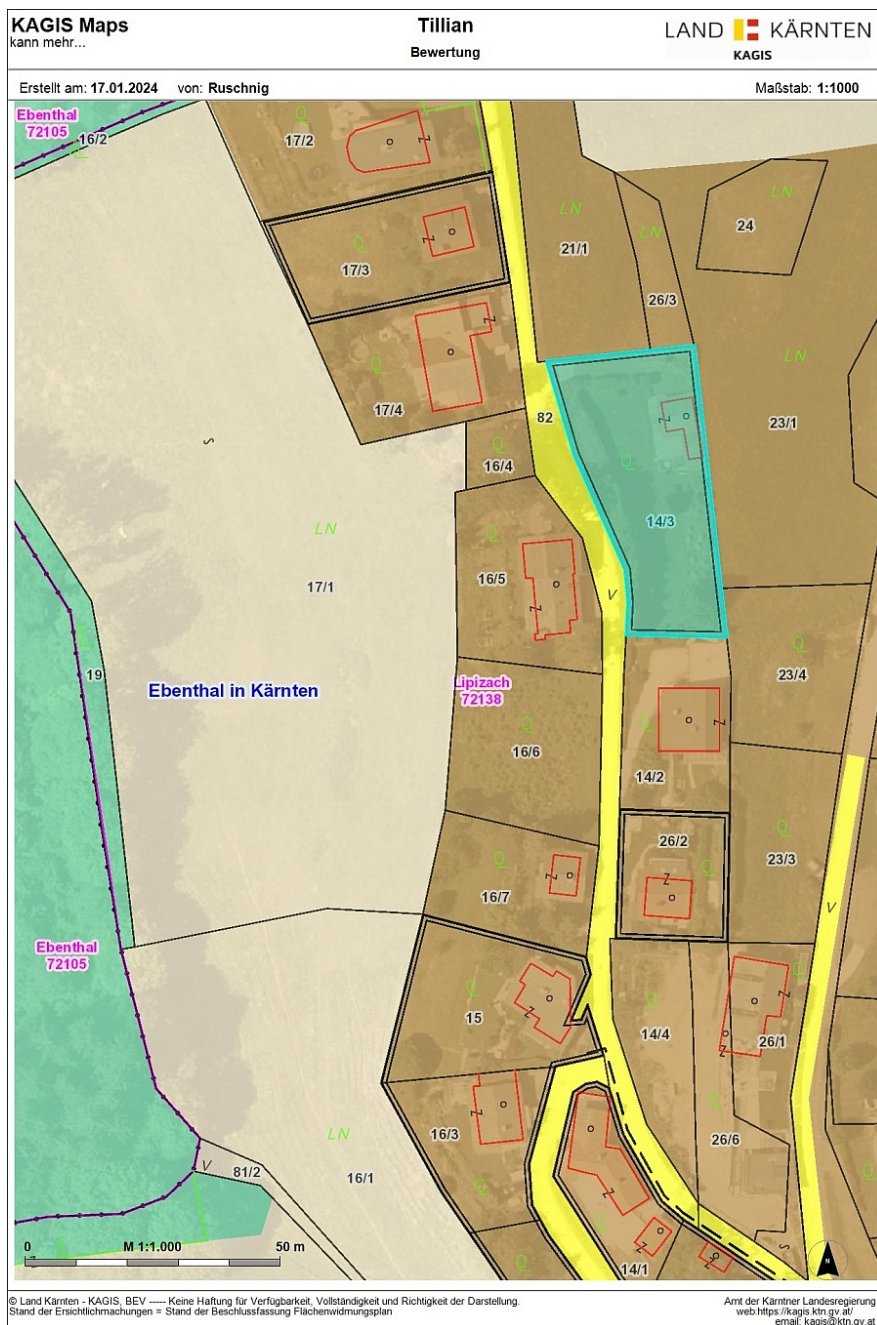 KAGIS Maps
kann mehr...
Tillian
Bewertung
LAND KÄRNTEN
KAGIS
Erstellt am: 17.01.2024 von: Ruschnig
Maßstab: 1:1000
Ebenthal
72105
16/2
Q
17/2
Z
LN
21/1
LN
LN
24
Q
Z
17/3
26/3
Z
Q
17/4
LN
23/1
82
Z
Q
16/4
Q
14/3
LN
17/1
Q
16/5
Z
V
19
Ebenthal in Kärnten
Lipizach
72138
Q
16/6
Q
23/4
Q
Z
14/2
26/2
Q
Z
Q
23/3
Q
16/7
Z
V
Ebenthal
72105
Q
15
Z
Q
14/4
Q
Z
26/1
Z
Q
26/6
LN
16/1
16/3
Z
Q
V
81/2
Z
Q
Z
14/1
Q
Q
0 M 1:1.000 50 m
N
© Land Kärnten - KAGIS, BEV ----- Keine Haftung für Verfügbarkeit, Vollständigkeit und Richtigkeit der Darstellung.
Stand der Ersichtlichmachungen = Stand der Beschlussfassung Flächenwidmungsplan
Amt der Kärntner Landesregierung
web:https://kagis.ktn.gv.at/
email: kagis@ktn.gv.at